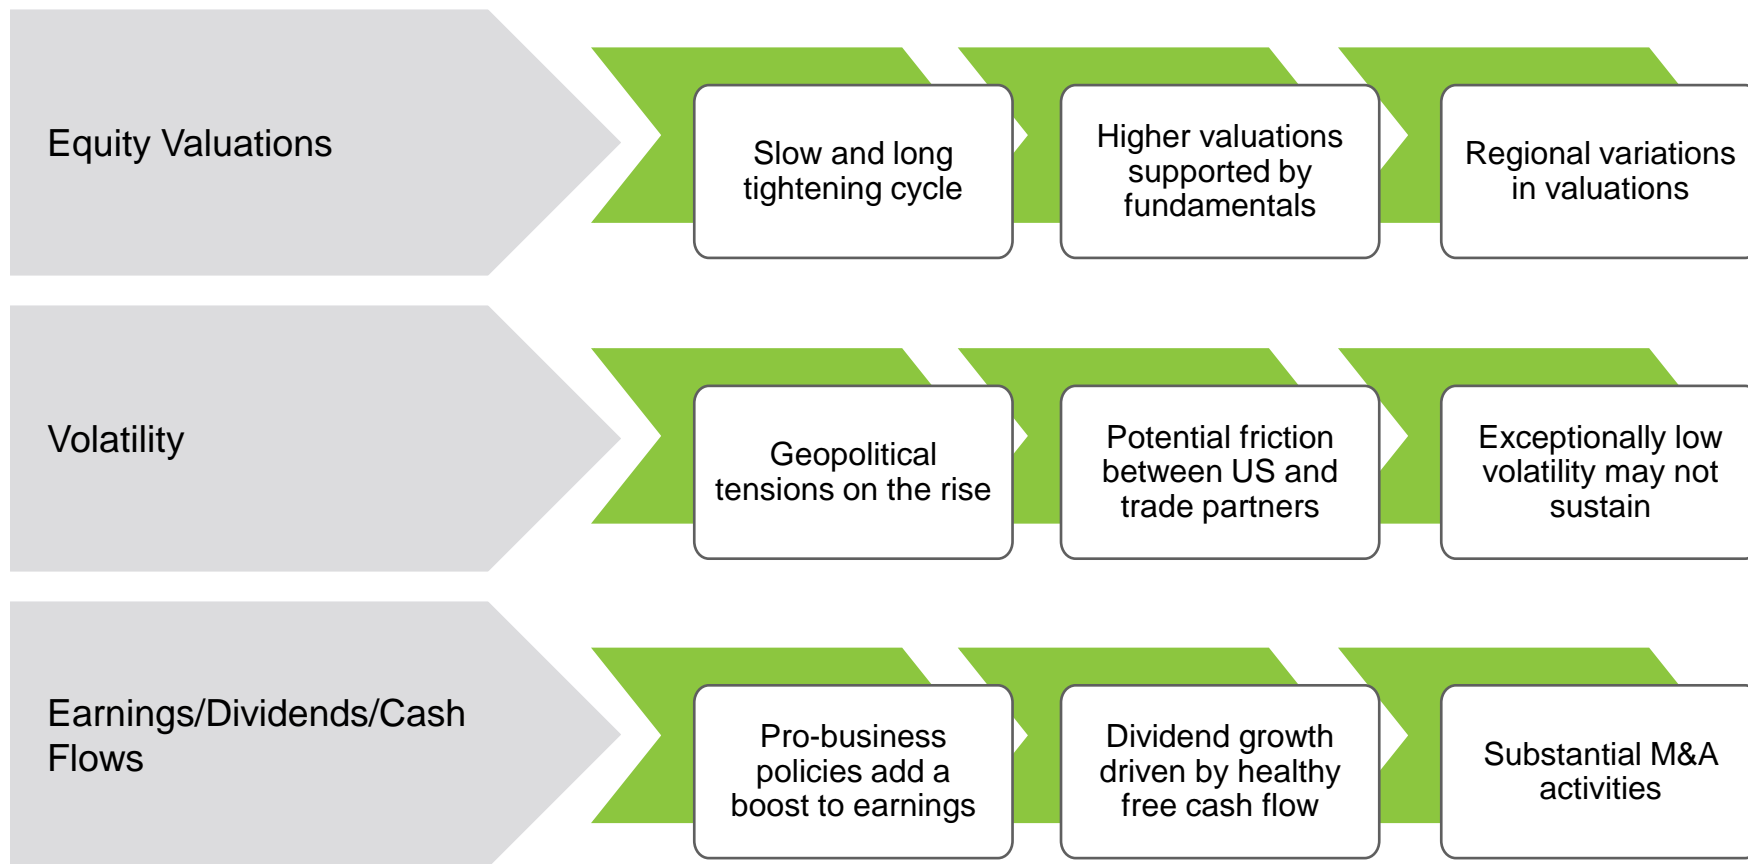 Equity Valuations
Slow and long
tightening cycle
Higher valuations
supported by
fundamentals
Regional variations
in valuations
Volatility
Geopolitical
tensions on the rise
Potential friction
between US and
trade partners
Exceptionally low
volatility may not
sustain
Earnings/Dividends/Cash
Flows
Pro-business
policies add a
boost to earnings
Dividend growth
driven by healthy
free cash flow
Substantial M&A
activities